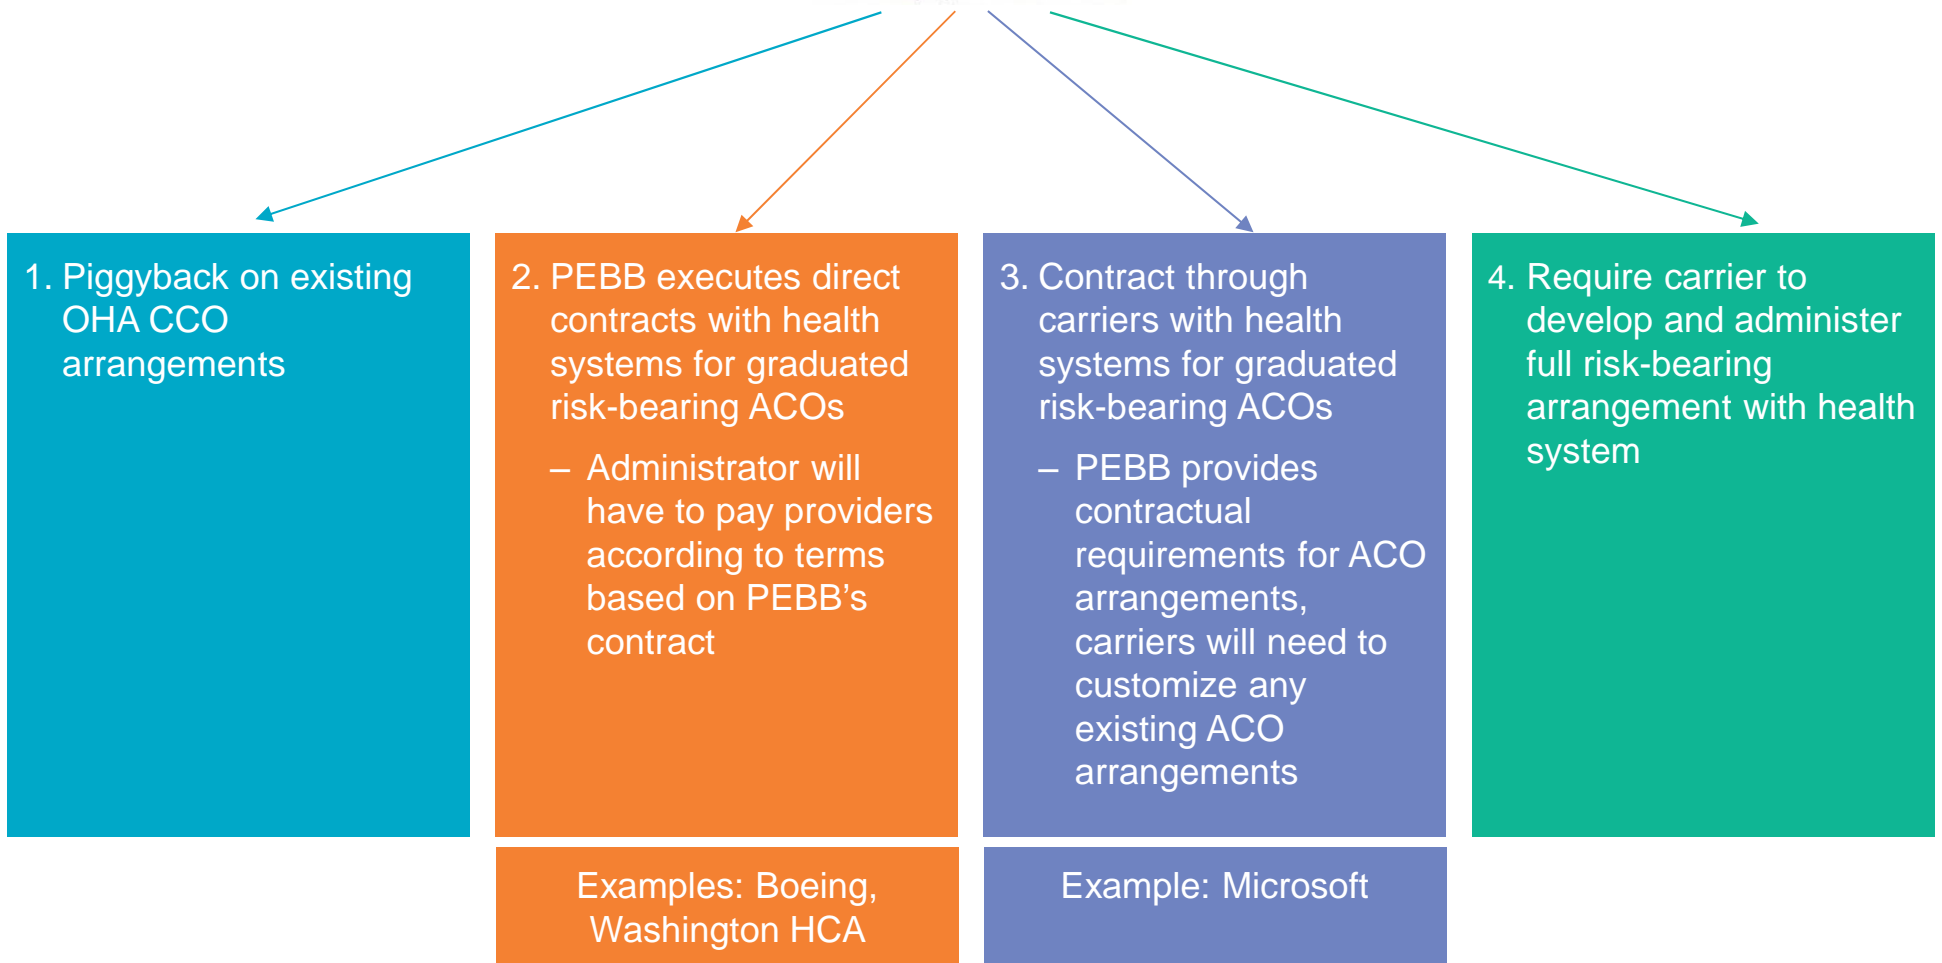 1. Piggyback on existing
OHA CCO
arrangements
2. PEBB executes direct
contracts with health
systems for graduated
risk-bearing ACOs
– Administrator will
have to pay providers
according to terms
based on PEBB’s
contract
3. Contract through
carriers with health
systems for graduated
risk-bearing ACOs
– PEBB provides
contractual
requirements for ACO
arrangements,
carriers will need to
customize any
existing ACO
arrangements
4. Require carrier to
develop and administer
full risk-bearing
arrangement with health
system
Examples: Boeing,
Washington HCA
Example: Microsoft